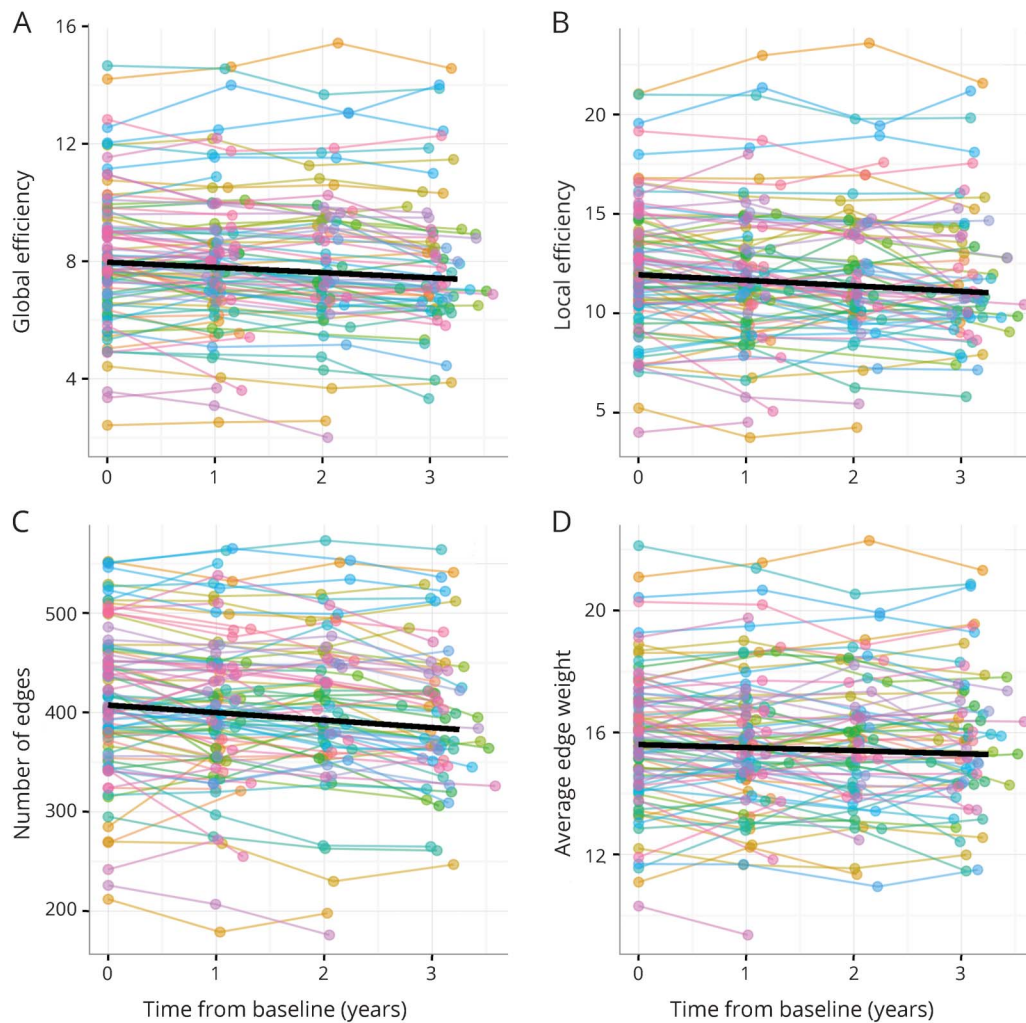 A
B
Global efficiency
16
12
8
4
0 1 2 3
Local efficiency
20
15
10
5
0 1 2 3
C
D
Number of edges
500
400
300
200
0 1 2 3
Time from baseline (years)
Average edge weight
20
16
12
0 1 2 3
Time from baseline (years)